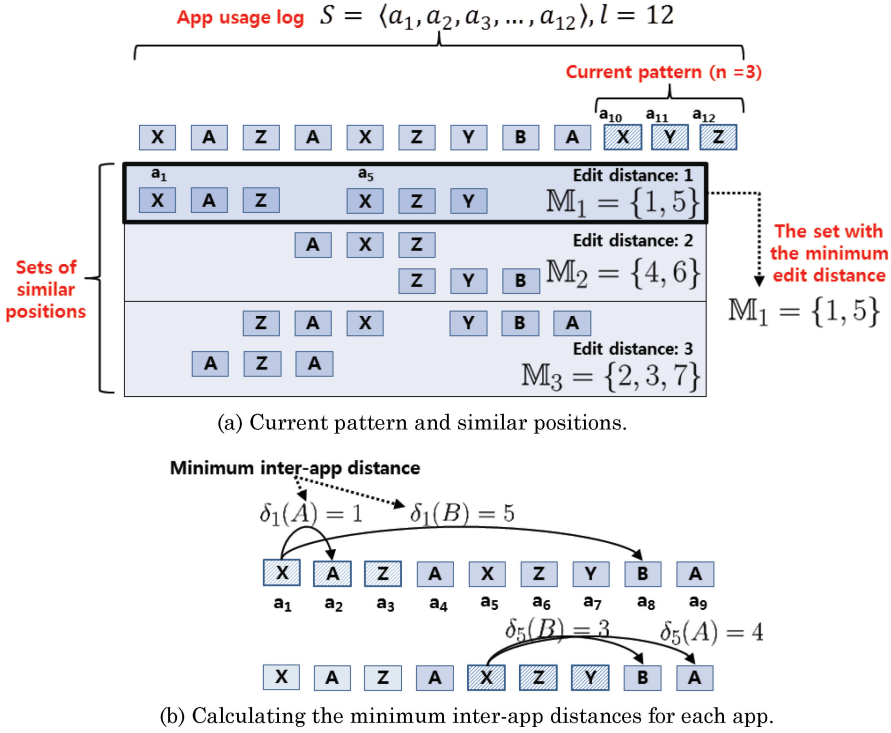 App usage log S = ⟨a₁, a₂, a₃, ..., a₁₂⟩, l = 12
Current pattern (n =3)
a₁₀ a₁₁ a₁₂
X A Z A X Z Y B A X Y Z
a₁ a₅ Edit distance: 1
X A Z X Z Y 𝕄₁ = {1, 5}
The set with
the minimum
edit distance
𝕄₁ = {1, 5}
Sets of
similar
positions
Edit distance: 2
A X Z
𝕄₂ = {4, 6}
Z Y B
Z A X Y B A
Edit distance: 3
A Z A
𝕄₃ = {2, 3, 7}
(a) Current pattern and similar positions.
Minimum inter-app distance
δ₁(A) = 1 δ₁(B) = 5
X A Z A X Z Y B A
a₁ a₂ a₃ a₄ a₅ a₆ a₇ a₈ a₉
δ₅(B) = 3 δ₅(A) = 4
X A Z A X Z Y B A
(b) Calculating the minimum inter-app distances for each app.